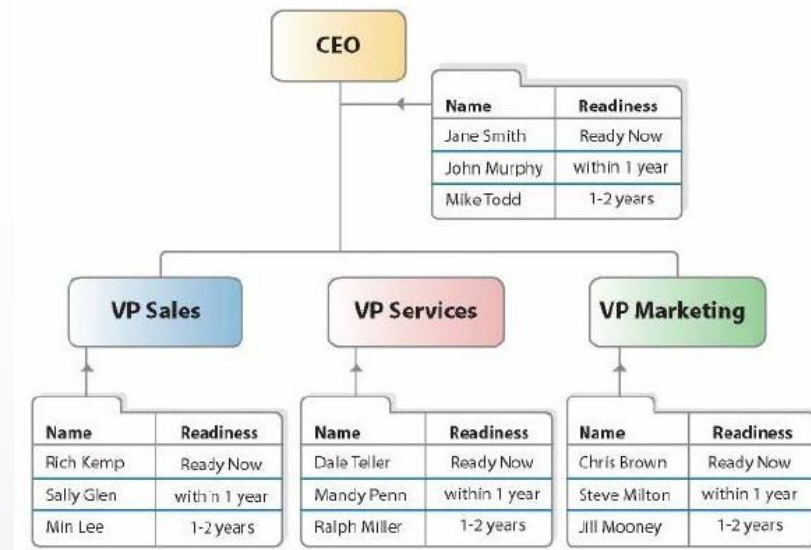 CEO
Name Readiness
Jane Smith Ready Now
John Murphy within 1 year
Mike Todd 1-2 years
VP Sales VP Services VP Marketing
Name Readiness
Rich Kemp Ready Now
Sally Glen within 1 year
Min Lee 1-2 years
Name Readiness
Dale Teller Ready Now
Mandy Penn within 1 year
Ralph Miller 1-2 years
Name Readiness
Chris Brown Ready Now
Steve Milton within 1 year
Jill Mooney 1-2 years